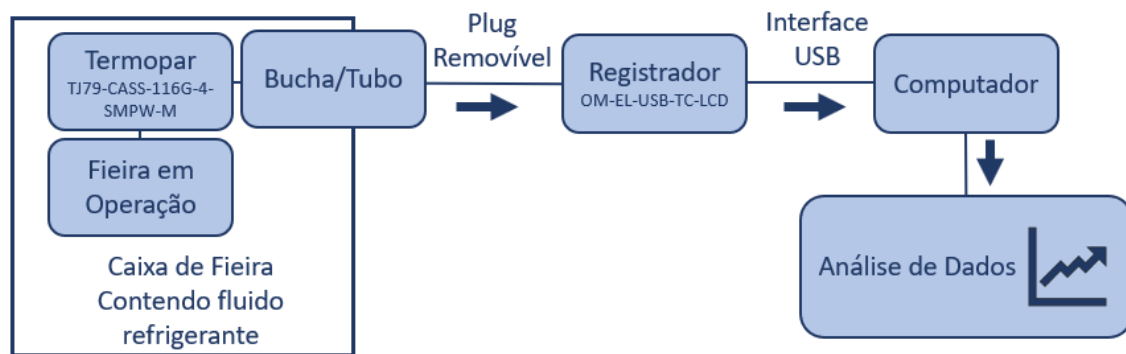 Termopar
TJ79-CASS-116G-4-
SMPW-M
Bucha/Tubo
Plug
Removível
Registrador
OM-EL-USB-TC-LCD
Interface
USB
Computador
Fieira em
Operação
Caixa de Fieira
Contendo fluido
refrigerante
Análise de Dados